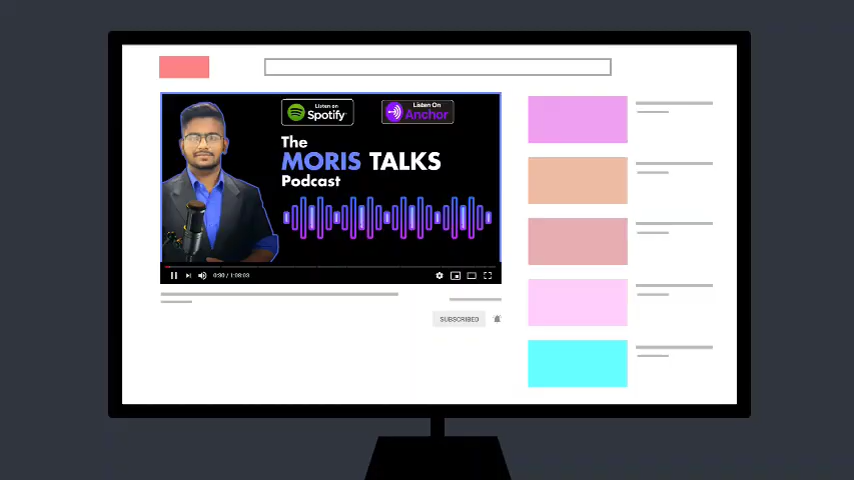 Listen on
Spotify
Listen On
Anchor
The
MORIS TALKS
Podcast
0:30 / 1:08:03
SUBSCRIBED